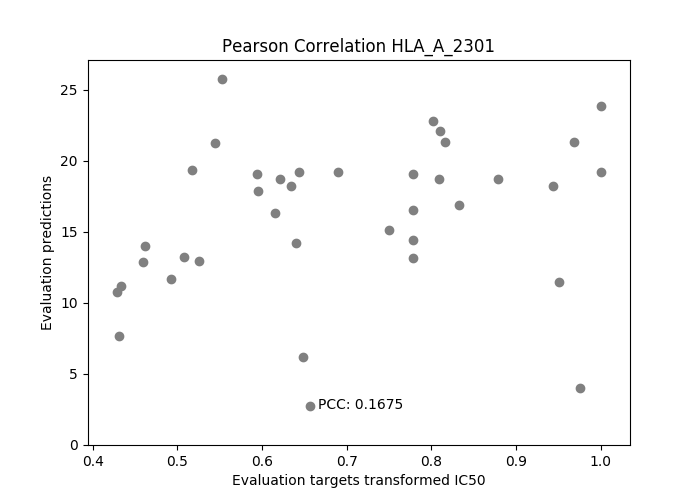 Pearson Correlation HLA_A_2301
Evaluation predictions
25
20
15
10
5
0
PCC: 0.1675
0.4 0.5 0.6 0.7 0.8 0.9 1.0
Evaluation targets transformed IC50